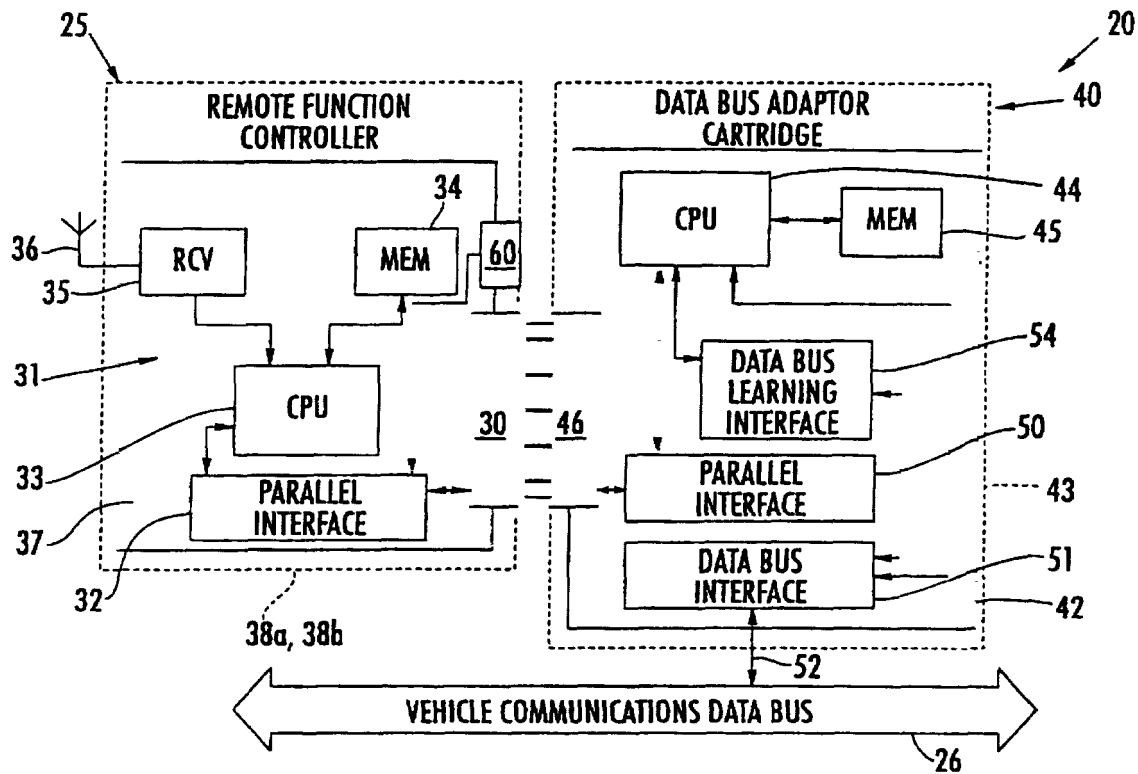 25
20
REMOTE FUNCTION
CONTROLLER
DATA BUS ADAPTOR
CARTRIDGE
40
34
44
36
RCV
MEM
60
CPU
MEM
45
35
31
CPU
30
46
DATA BUS
LEARNING
INTERFACE
54
33
50
PARALLEL
INTERFACE
PARALLEL
INTERFACE
43
37
32
DATA BUS
INTERFACE
51
42
38a, 38b
52
VEHICLE COMMUNICATIONS DATA BUS
26